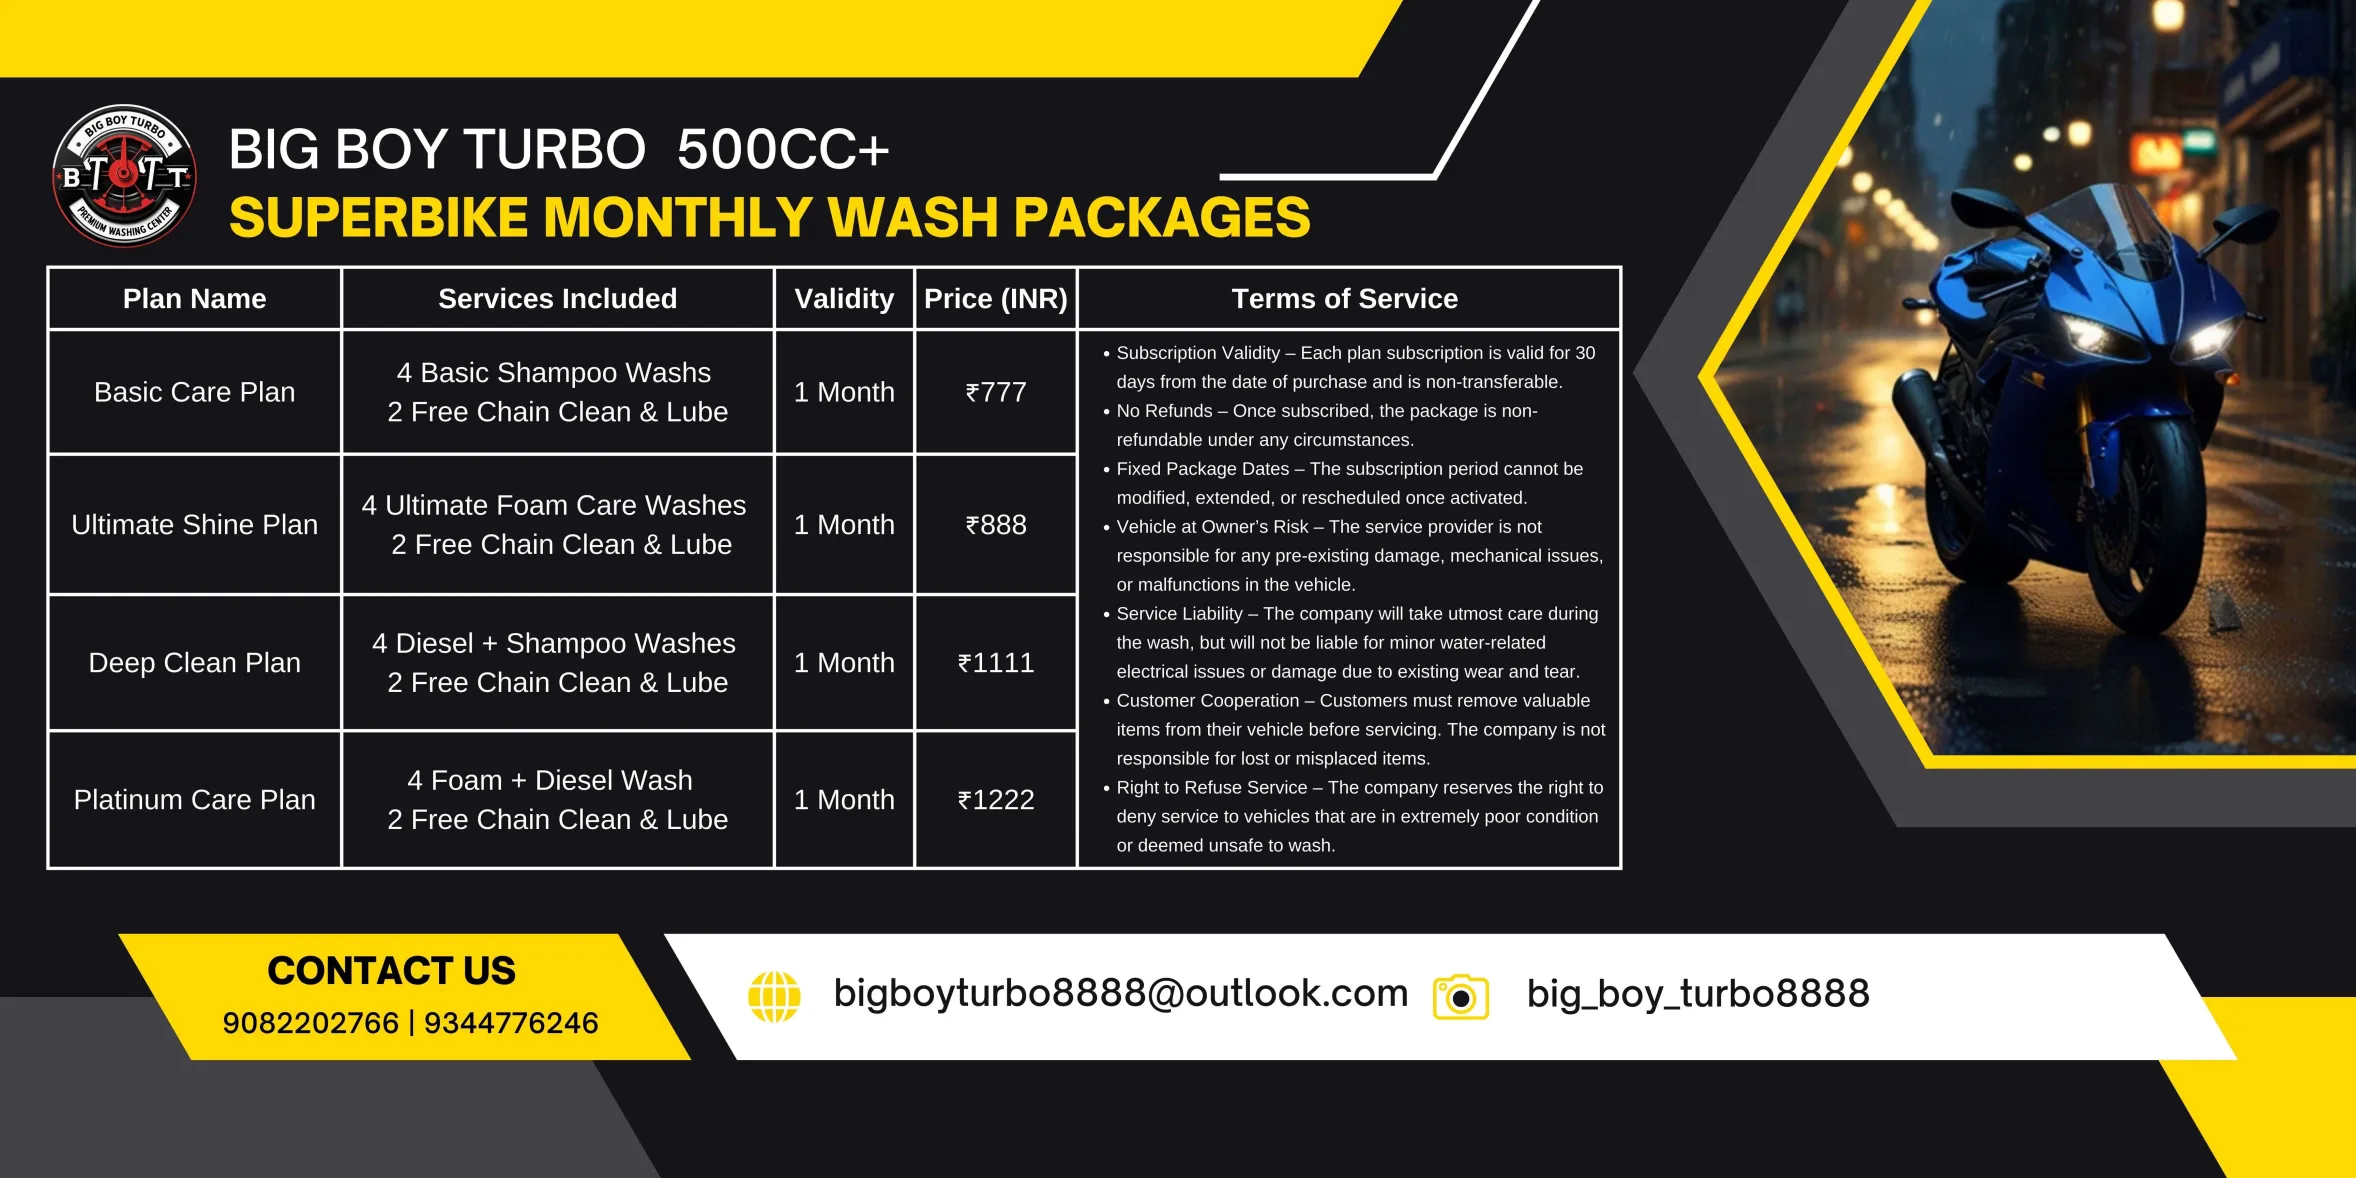 BIG BOY TURBO
B T T T
PREMIUM WASHING CENTER
BIG BOY TURBO 500CC+
SUPERBIKE MONTHLY WASH PACKAGES
Plan Name Services Included Validity Price (INR) Terms of Service
Basic Care Plan
4 Basic Shampoo Washs
2 Free Chain Clean & Lube
1 Month
₹777
Ultimate Shine Plan
4 Ultimate Foam Care Washes
2 Free Chain Clean & Lube
1 Month
₹888
Deep Clean Plan
4 Diesel + Shampoo Washes
2 Free Chain Clean & Lube
1 Month
₹1111
Platinum Care Plan
4 Foam + Diesel Wash
2 Free Chain Clean & Lube
1 Month
₹1222
• Subscription Validity – Each plan subscription is valid for 30
days from the date of purchase and is non-transferable.
• No Refunds – Once subscribed, the package is non-
refundable under any circumstances.
• Fixed Package Dates – The subscription period cannot be
modified, extended, or rescheduled once activated.
• Vehicle at Owner’s Risk – The service provider is not
responsible for any pre-existing damage, mechanical issues,
or malfunctions in the vehicle.
• Service Liability – The company will take utmost care during
the wash, but will not be liable for minor water-related
electrical issues or damage due to existing wear and tear.
• Customer Cooperation – Customers must remove valuable
items from their vehicle before servicing. The company is not
responsible for lost or misplaced items.
• Right to Refuse Service – The company reserves the right to
deny service to vehicles that are in extremely poor condition
or deemed unsafe to wash.
CONTACT US
9082202766 | 9344776246
bigboyturbo8888@outlook.com
big_boy_turbo8888